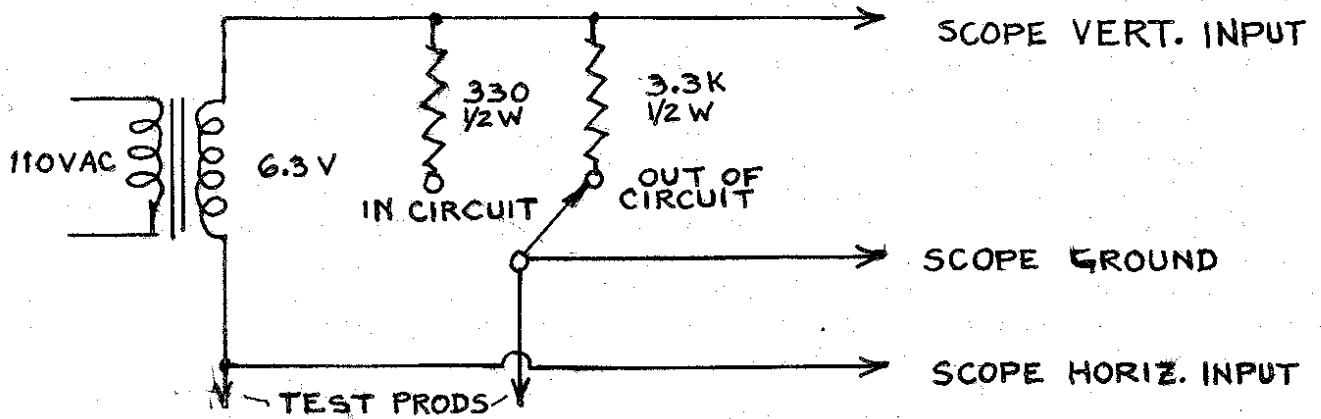 SCOPE VERT. INPUT
330
1/2 W
3.3K
1/2 W
110VAC
6.3 V
IN CIRCUIT
OUT OF
CIRCUIT
SCOPE GROUND
SCOPE HORIZ. INPUT
TEST PRODS